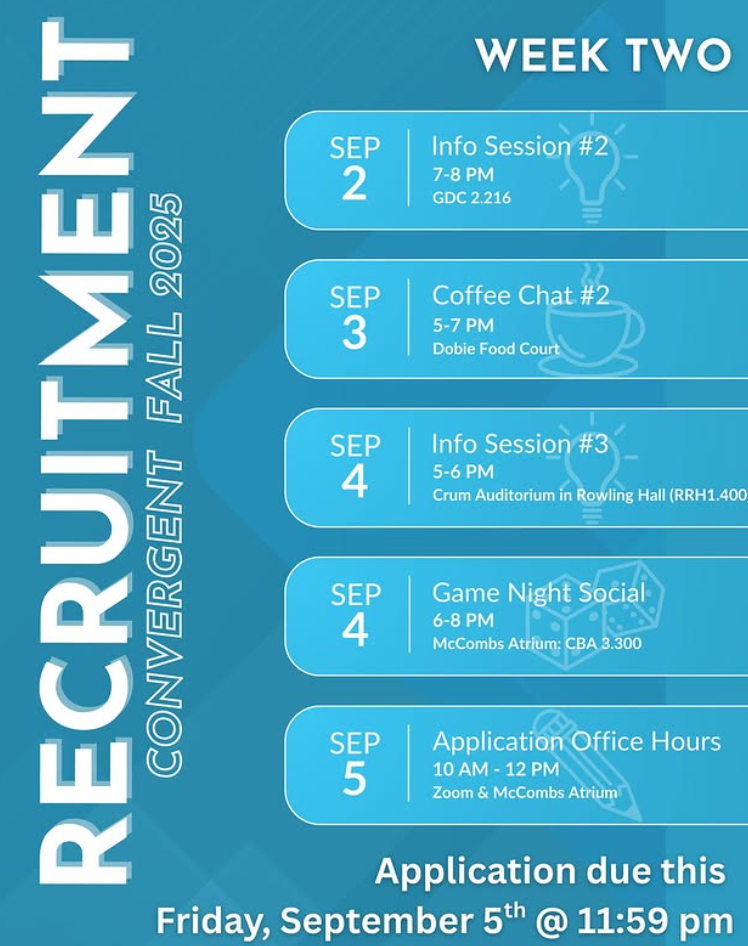 RECRUITMENT
CONVERGENT FALL 2025
WEEK TWO
SEP
2
Info Session #2
7-8 PM
GDC 2.216
SEP
3
Coffee Chat #2
5-7 PM
Dobie Food Court
SEP
4
Info Session #3
5-6 PM
Crum Auditorium in Rowling Hall (RRH1.400
SEP
4
Game Night Social
6-8 PM
McCombs Atrium: CBA 3.300
SEP
5
Application Office Hours
10 AM - 12 PM
Zoom & McCombs Atrium
Application due this
Friday, September 5th @ 11:59 pm